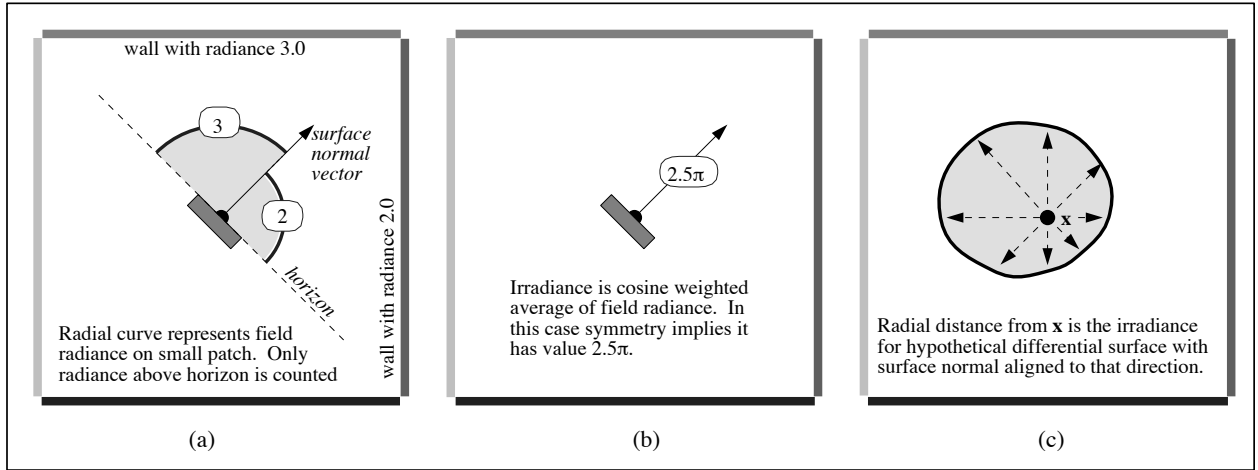 wall with radiance 3.0
3
surface
normal
vector
2
horizon
wall with radiance 2.0
Radial curve represents field
radiance on small patch.  Only
radiance above horizon is counted
(a)
2.5π
Irradiance is cosine weighted
average of field radiance.  In
this case symmetry implies it
has value 2.5π.
(b)
x
Radial distance from x is the irradiance
for hypothetical differential surface with
surface normal aligned to that direction.
(c)